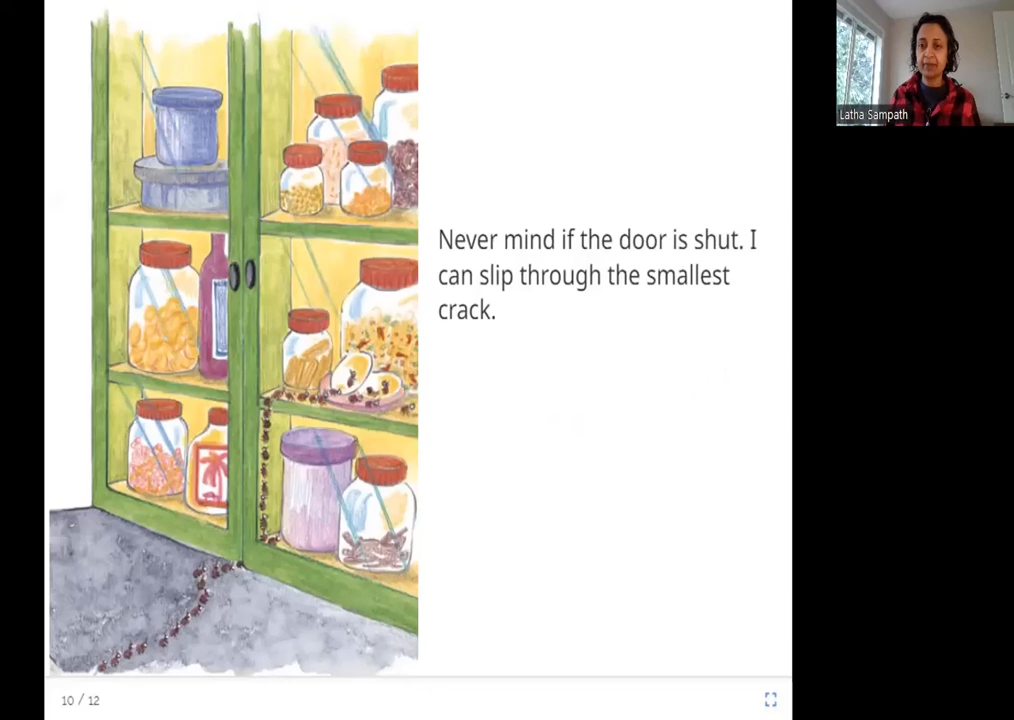 Latha Sampath
Never mind if the door is shut. I
can slip through the smallest
crack.
10 / 12